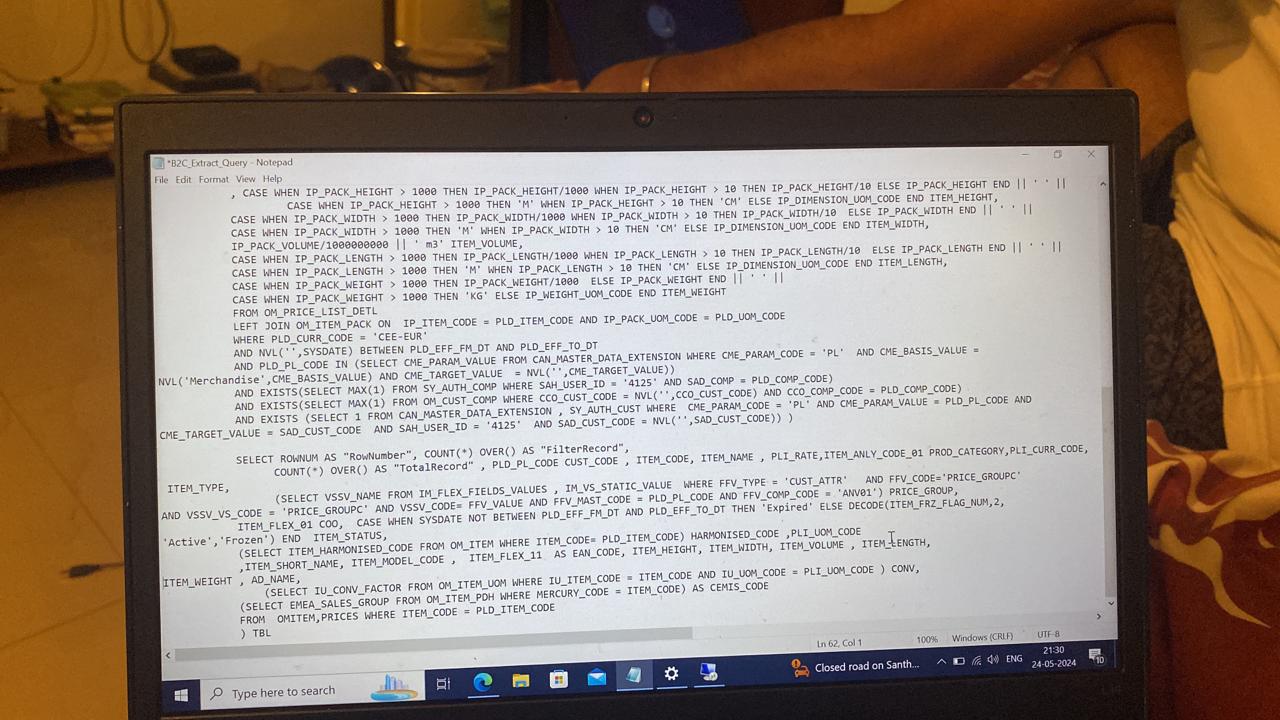 *B2C_Extract_Query - Notepad
File Edit Format View Help
, CASE WHEN IP_PACK_HEIGHT > 1000 THEN IP_PACK_HEIGHT/1000 WHEN IP_PACK_HEIGHT > 10 THEN IP_PACK_HEIGHT/10 ELSE IP_PACK_HEIGHT END || ' ' ||
CASE WHEN IP_PACK_HEIGHT > 1000 THEN 'M' WHEN IP_PACK_HEIGHT > 10 THEN 'CM' ELSE IP_DIMENSION_UOM_CODE END ITEM_HEIGHT,
CASE WHEN IP_PACK_WIDTH > 1000 THEN IP_PACK_WIDTH/1000 WHEN IP_PACK_WIDTH > 10 THEN IP_PACK_WIDTH/10 ELSE IP_PACK_WIDTH END || ' ' ||
CASE WHEN IP_PACK_WIDTH > 1000 THEN 'M' WHEN IP_PACK_WIDTH > 10 THEN 'CM' ELSE IP_DIMENSION_UOM_CODE END ITEM_WIDTH,
IP_PACK_VOLUME/1000000000 || ' m3' ITEM_VOLUME,
CASE WHEN IP_PACK_LENGTH > 1000 THEN IP_PACK_LENGTH/1000 WHEN IP_PACK_LENGTH > 10 THEN IP_PACK_LENGTH/10 ELSE IP_PACK_LENGTH END || ' ' ||
CASE WHEN IP_PACK_LENGTH > 1000 THEN 'M' WHEN IP_PACK_LENGTH > 10 THEN 'CM' ELSE IP_DIMENSION_UOM_CODE END ITEM_LENGTH,
CASE WHEN IP_PACK_WEIGHT > 1000 THEN IP_PACK_WEIGHT/1000 ELSE IP_PACK_WEIGHT END || ' ' ||
CASE WHEN IP_PACK_WEIGHT > 1000 THEN 'KG' ELSE IP_WEIGHT_UOM_CODE END ITEM_WEIGHT
FROM OM_PRICE_LIST_DETL
LEFT JOIN OM_ITEM_PACK ON IP_ITEM_CODE = PLD_ITEM_CODE AND IP_PACK_UOM_CODE = PLD_UOM_CODE
WHERE PLD_CURR_CODE = 'CEE-EUR'
AND NVL('',SYSDATE) BETWEEN PLD_EFF_FM_DT AND PLD_EFF_TO_DT
AND PLD_PL_CODE IN (SELECT CME_PARAM_VALUE FROM CAN_MASTER_DATA_EXTENSION WHERE CME_PARAM_CODE = 'PL' AND CME_BASIS_VALUE =
NVL('Merchandise',CME_BASIS_VALUE) AND CME_TARGET_VALUE = NVL('',CME_TARGET_VALUE))
AND EXISTS(SELECT MAX(1) FROM SY_AUTH_COMP WHERE SAH_USER_ID = '4125' AND SAD_COMP = PLD_COMP_CODE)
AND EXISTS(SELECT MAX(1) FROM OM_CUST_COMP WHERE CCO_CUST_CODE = NVL('',CCO_CUST_CODE) AND CCO_COMP_CODE = PLD_COMP_CODE)
AND EXISTS (SELECT 1 FROM CAN_MASTER_DATA_EXTENSION , SY_AUTH_CUST WHERE CME_PARAM_CODE = 'PL' AND CME_PARAM_VALUE = PLD_PL_CODE AND
CME_TARGET_VALUE = SAD_CUST_CODE AND SAH_USER_ID = '4125' AND SAD_CUST_CODE = NVL('',SAD_CUST_CODE)) )
SELECT ROWNUM AS "RowNumber", COUNT(*) OVER() AS "FilterRecord",
COUNT(*) OVER() AS "TotalRecord" , PLD_PL_CODE CUST_CODE , ITEM_CODE, ITEM_NAME , PLI_RATE,ITEM_ANLY_CODE_01 PROD_CATEGORY,PLI_CURR_CODE,
ITEM_TYPE,
(SELECT VSSV_NAME FROM IM_FLEX_FIELDS_VALUES , IM_VS_STATIC_VALUE WHERE FFV_TYPE = 'CUST_ATTR' AND FFV_CODE='PRICE_GROUPC'
AND VSSV_VS_CODE = 'PRICE_GROUPC' AND VSSV_CODE= FFV_VALUE AND FFV_MAST_CODE = PLD_PL_CODE AND FFV_COMP_CODE = 'ANV01') PRICE_GROUP,
ITEM_FLEX_01 COO, CASE WHEN SYSDATE NOT BETWEEN PLD_EFF_FM_DT AND PLD_EFF_TO_DT THEN 'Expired' ELSE DECODE(ITEM_FRZ_FLAG_NUM,2,
'Active','Frozen') END ITEM_STATUS,
(SELECT ITEM_HARMONISED_CODE FROM OM_ITEM WHERE ITEM_CODE= PLD_ITEM_CODE) HARMONISED_CODE ,PLI_UOM_CODE
,ITEM_SHORT_NAME, ITEM_MODEL_CODE , ITEM_FLEX_11 AS EAN_CODE, ITEM_HEIGHT, ITEM_WIDTH, ITEM_VOLUME , ITEM_LENGTH,
ITEM_WEIGHT , AD_NAME,
(SELECT IU_CONV_FACTOR FROM OM_ITEM_UOM WHERE IU_ITEM_CODE = ITEM_CODE AND IU_UOM_CODE = PLI_UOM_CODE ) CONV,
(SELECT EMEA_SALES_GROUP FROM OM_ITEM_PDH WHERE MERCURY_CODE = ITEM_CODE) AS CEMIS_CODE
FROM OMITEM,PRICES WHERE ITEM_CODE = PLD_ITEM_CODE
) TBL
Ln 62, Col 1 100% Windows (CRLF) UTF-8
Type here to search
Closed road on Santh...
ENG
21:30
24-05-2024
10